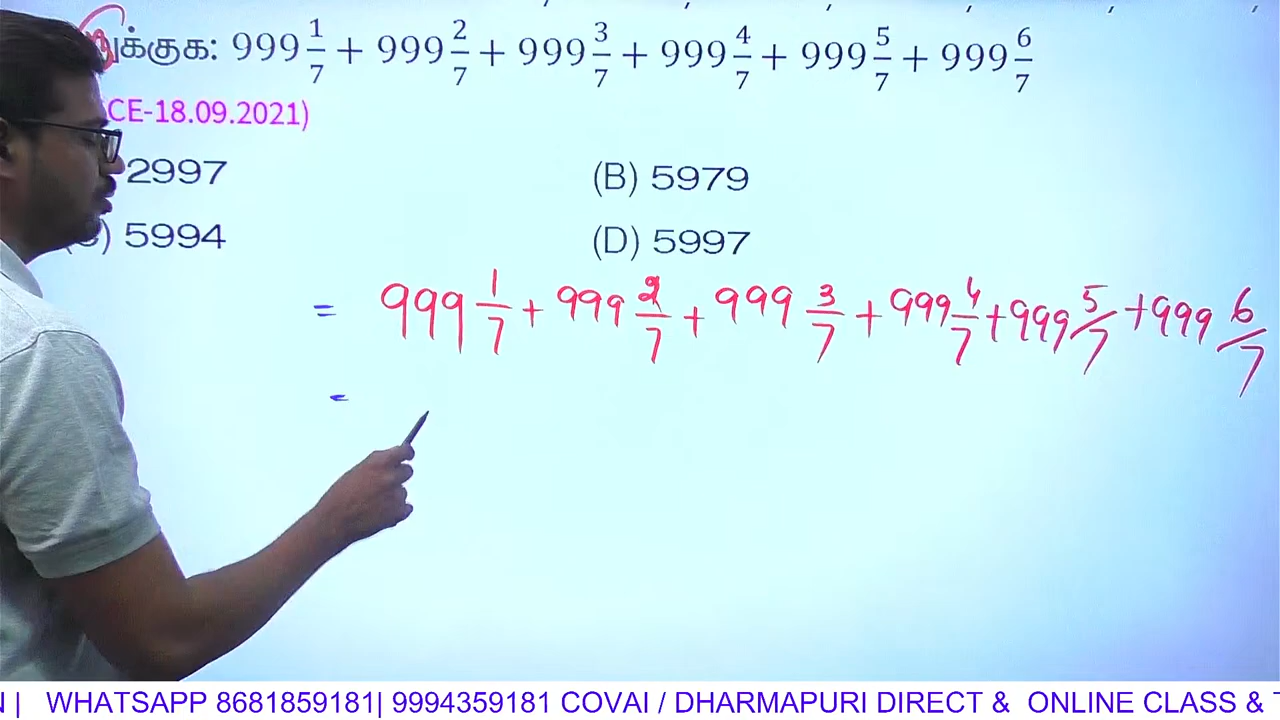 ருக்குக: 999 1/7 + 999 2/7 + 999 3/7 + 999 4/7 + 999 5/7 + 999 6/7
CE-18.09.2021)
2997
(B) 5979
) 5994
(D) 5997
= 999 1/7 + 999 2/7 + 999 3/7 + 999 4/7 + 999 5/7 + 999 6/7
=
N | WHATSAPP 8681859181| 9994359181 COVAI / DHARMAPURI DIRECT & ONLINE CLASS & T